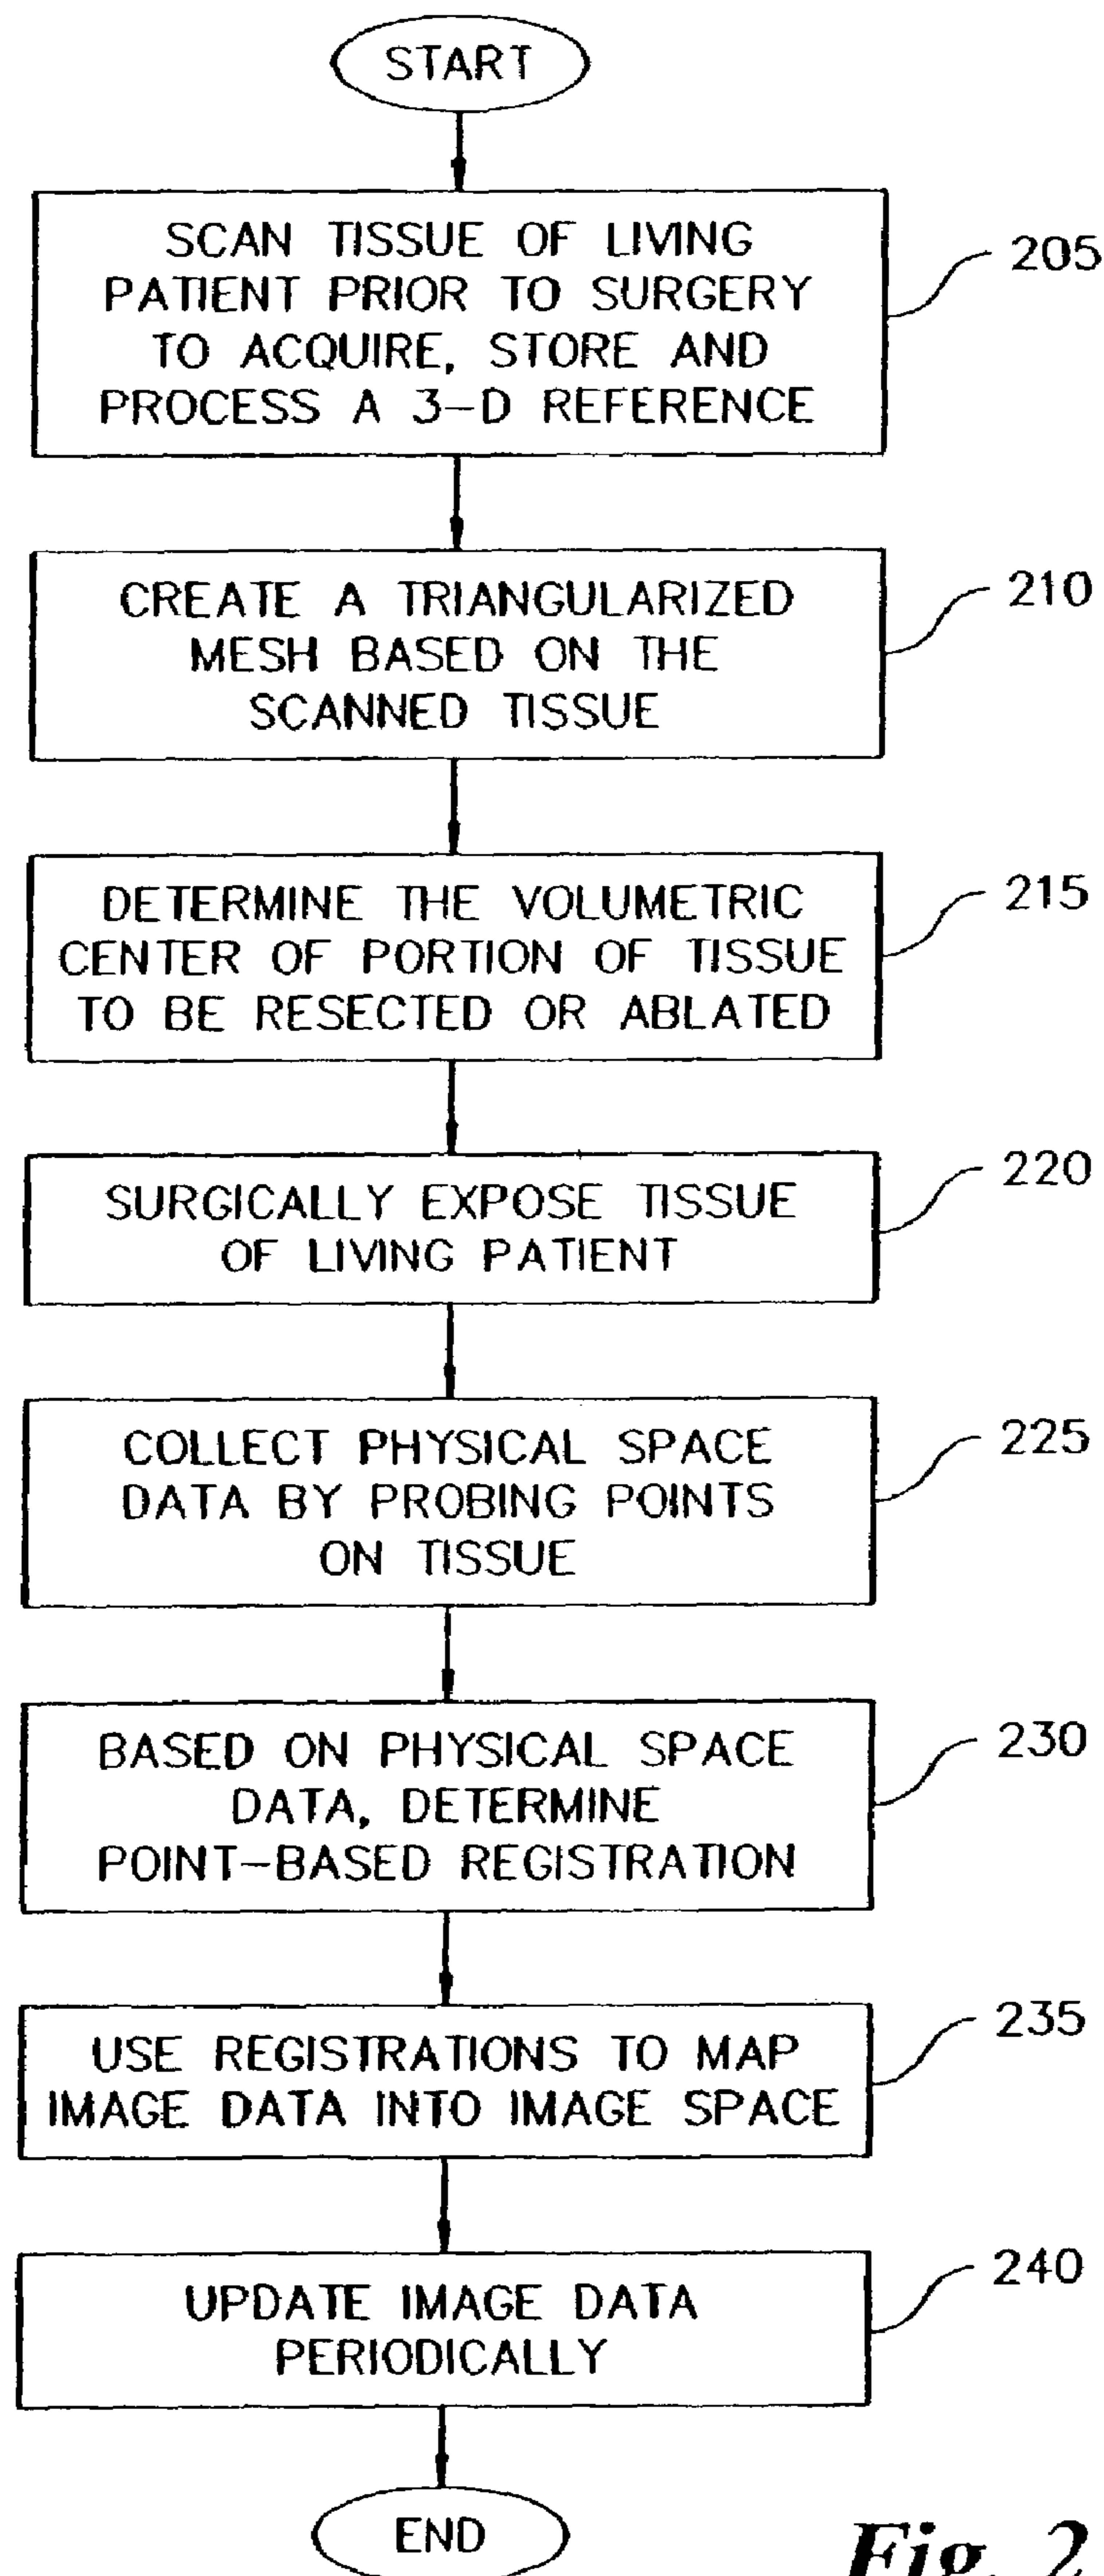 START
SCAN TISSUE OF LIVING
PATIENT PRIOR TO SURGERY
TO ACQUIRE, STORE AND
PROCESS A 3-D REFERENCE
205
CREATE A TRIANGULARIZED
MESH BASED ON THE
SCANNED TISSUE
210
DETERMINE THE VOLUMETRIC
CENTER OF PORTION OF TISSUE
TO BE RESECTED OR ABLATED
215
SURGICALLY EXPOSE TISSUE
OF LIVING PATIENT
220
COLLECT PHYSICAL SPACE
DATA BY PROBING POINTS
ON TISSUE
225
BASED ON PHYSICAL SPACE
DATA, DETERMINE
POINT-BASED REGISTRATION
230
USE REGISTRATIONS TO MAP
IMAGE DATA INTO IMAGE SPACE
235
UPDATE IMAGE DATA
PERIODICALLY
240
END
Fig. 2